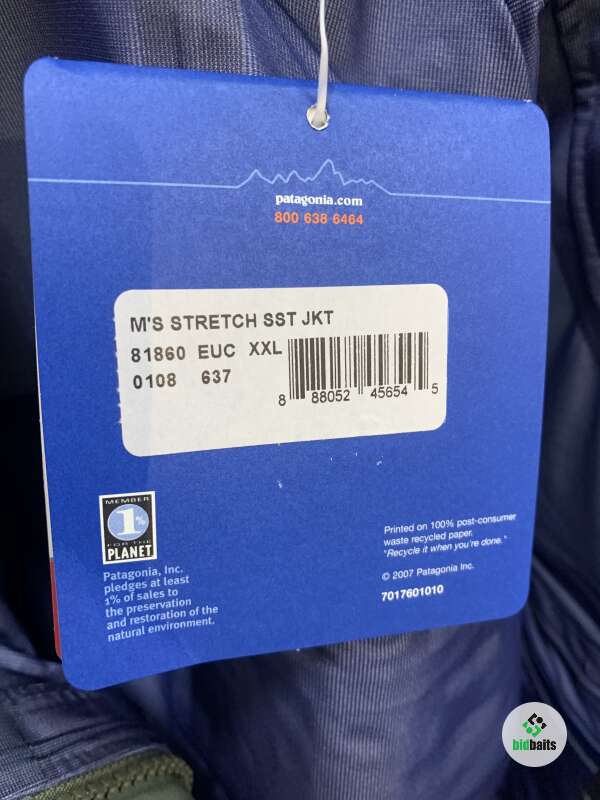 patagonia.com
800 638 6464
M'S STRETCH SST JKT
81860 EUC XXL
0108 637
8 88052 45654 5
MEMBER
1%
FOR THE
PLANET
Patagonia, Inc.
pledges at least
1% of sales to
the preservation
and restoration of the
natural environment.
Printed on 100% post-consumer
waste recycled paper.
"Recycle it when you're done."
© 2007 Patagonia Inc.
7017601010
bidbaits